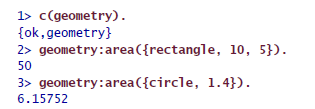 1> c(geometry).
{ok,geometry}
2> geometry:area({rectangle, 10, 5}).
50
3> geometry:area({circle, 1.4}).
6.15752